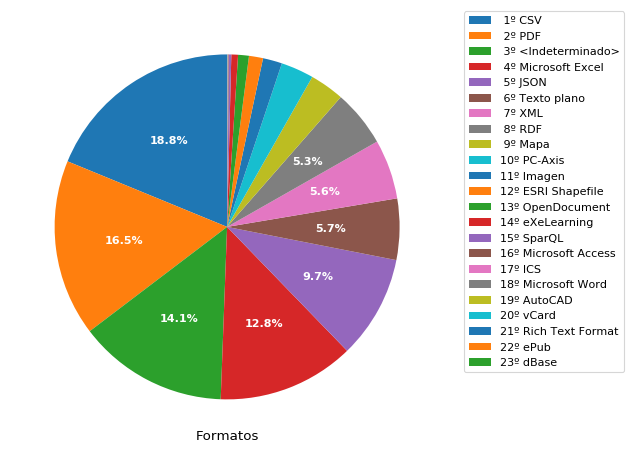 18.8%
16.5%
14.1%
12.8%
9.7%
5.7%
5.6%
5.3%
Formatos
1º CSV
2º PDF
3º <Indeterminado>
4º Microsoft Excel
5º JSON
6º Texto plano
7º XML
8º RDF
9º Mapa
10º PC-Axis
11º Imagen
12º ESRI Shapefile
13º OpenDocument
14º eXeLearning
15º SparQL
16º Microsoft Access
17º ICS
18º Microsoft Word
19º AutoCAD
20º vCard
21º Rich Text Format
22º ePub
23º dBase